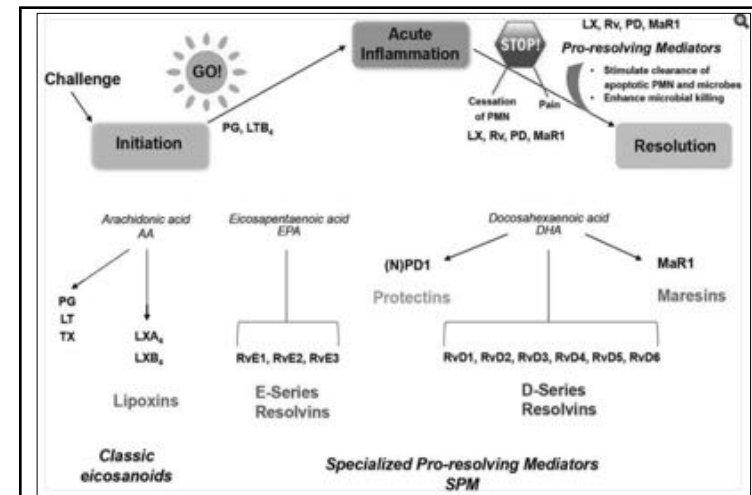 LX, Rv, PD, MaR1
Pro-resolving Mediators
• Stimulate clearance of
apoptotic PMN and microbes
• Enhance microbial killing
Acute
Inflammation
STOP!
GO!
Challenge
Cessation
of PMN
Pain
LX, Rv, PD, MaR1
PG, LTB₄
Initiation
Resolution
Arachidonic acid
AA
Eicosapentaenoic acid
EPA
Docosahexaenoic acid
DHA
PG
LT
TX
LXA₄
LXB₄
Lipoxins
RvE1, RvE2, RvE3
E-Series
Resolvins
(N)PD1
Protectins
MaR1
Maresins
RvD1, RvD2, RvD3, RvD4, RvD5, RvD6
D-Series
Resolvins
Classic
eicosanoids
Specialized Pro-resolving Mediators
SPM